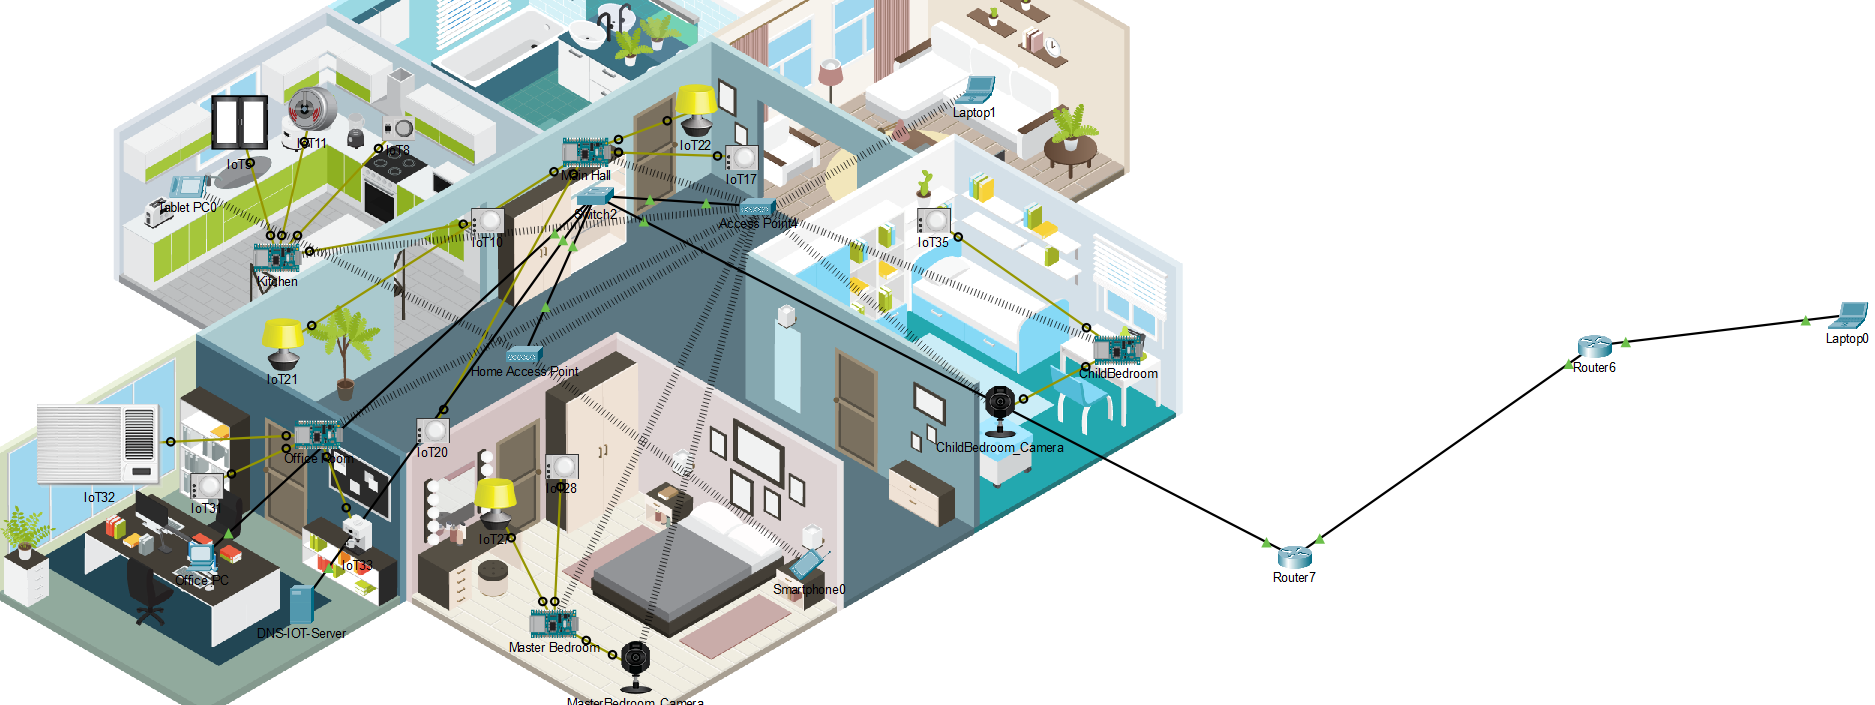 Laptop1
IoT11
IoT8
IoT22
IoT17
Main Hall
Tablet PC0
Switch2
Access Point4
IoT10
IoT35
Kitchen
Laptop0
Router6
IoT21
Home Access Point
ChildBedroom
ChildBedroom_Camera
IoT20
Office Room
IoT32
IoT31
IoT28
IoT27
IoT33
Office PC
Router7
Smartphone0
DNS-IOT-Server
Master Bedroom
MasterBedroom_Camera